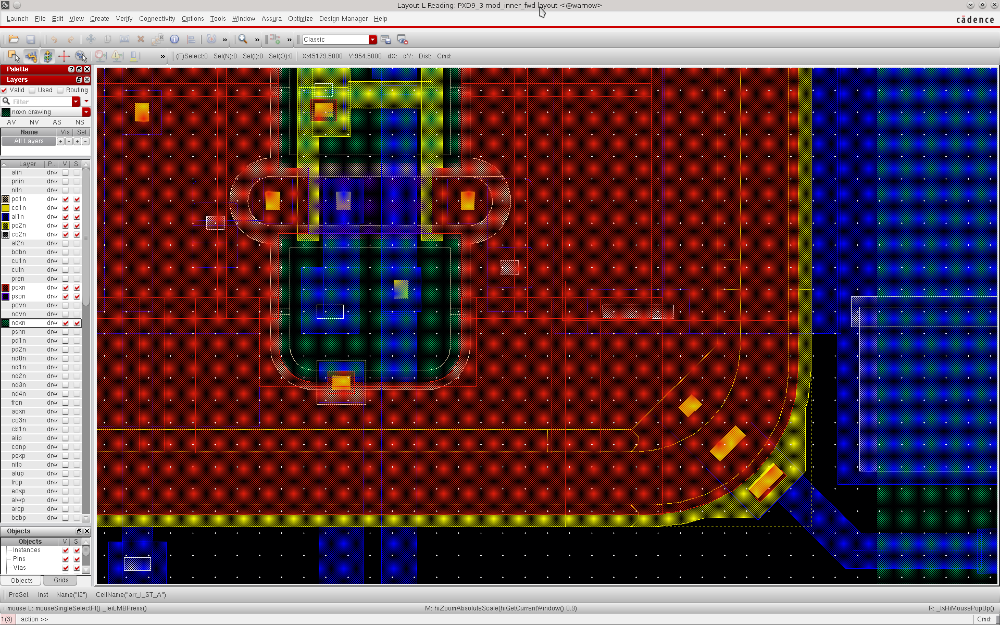 Layout L Reading: PXD9_3 mod_inner_fwd layout <@warnow>
Launch File Edit View Create Verify Connectivity Options Tools Window Assura Optimize Design Manager Help
cādence
» » » Classic
» (F)Select:0 Sel(N):0 Sel(I):0 Sel(O):0 X:45179.5000 Y:954.5000 dX: dY: Dist: Cmd:
Palette
Layers
Valid Used Routing
Filter
noxn drawing
AV NV AS NS
Name Vis Sel
All Layers + - + -
Layer P... V S
alin drw
pnin drw
nitn drw
po1n drw
co1n drw
al1n drw
po2n drw
co2n drw
al2n drw
bcbn drw
cu1n drw
cutn drw
pren drw
poxn drw
pson drw
pcvn drw
ncvn drw
noxn drw
pshn drw
pd1n drw
pd2n drw
nd0n drw
nd1n drw
nd2n drw
nd3n drw
nd4n drw
frcn drw
aoxn drw
co3n drw
cb1n drw
alip drw
conp drw
poxp drw
nitp drw
alup drw
frcp drw
eoxp drw
alwp drw
arcp drw
bcbp drw
Objects
Objects V S
Instances
Pins
Vias
Objects Grids
PreSel: Inst Name("I2") CellName("arr_i_ST_A")
mouse L: mouseSingleSelectPt() _leiLMBPress() M: hiZoomAbsoluteScale(hiGetCurrentWindow() 0.9) R: _lxHiMousePopUp()
1(3) action >> Cmd: